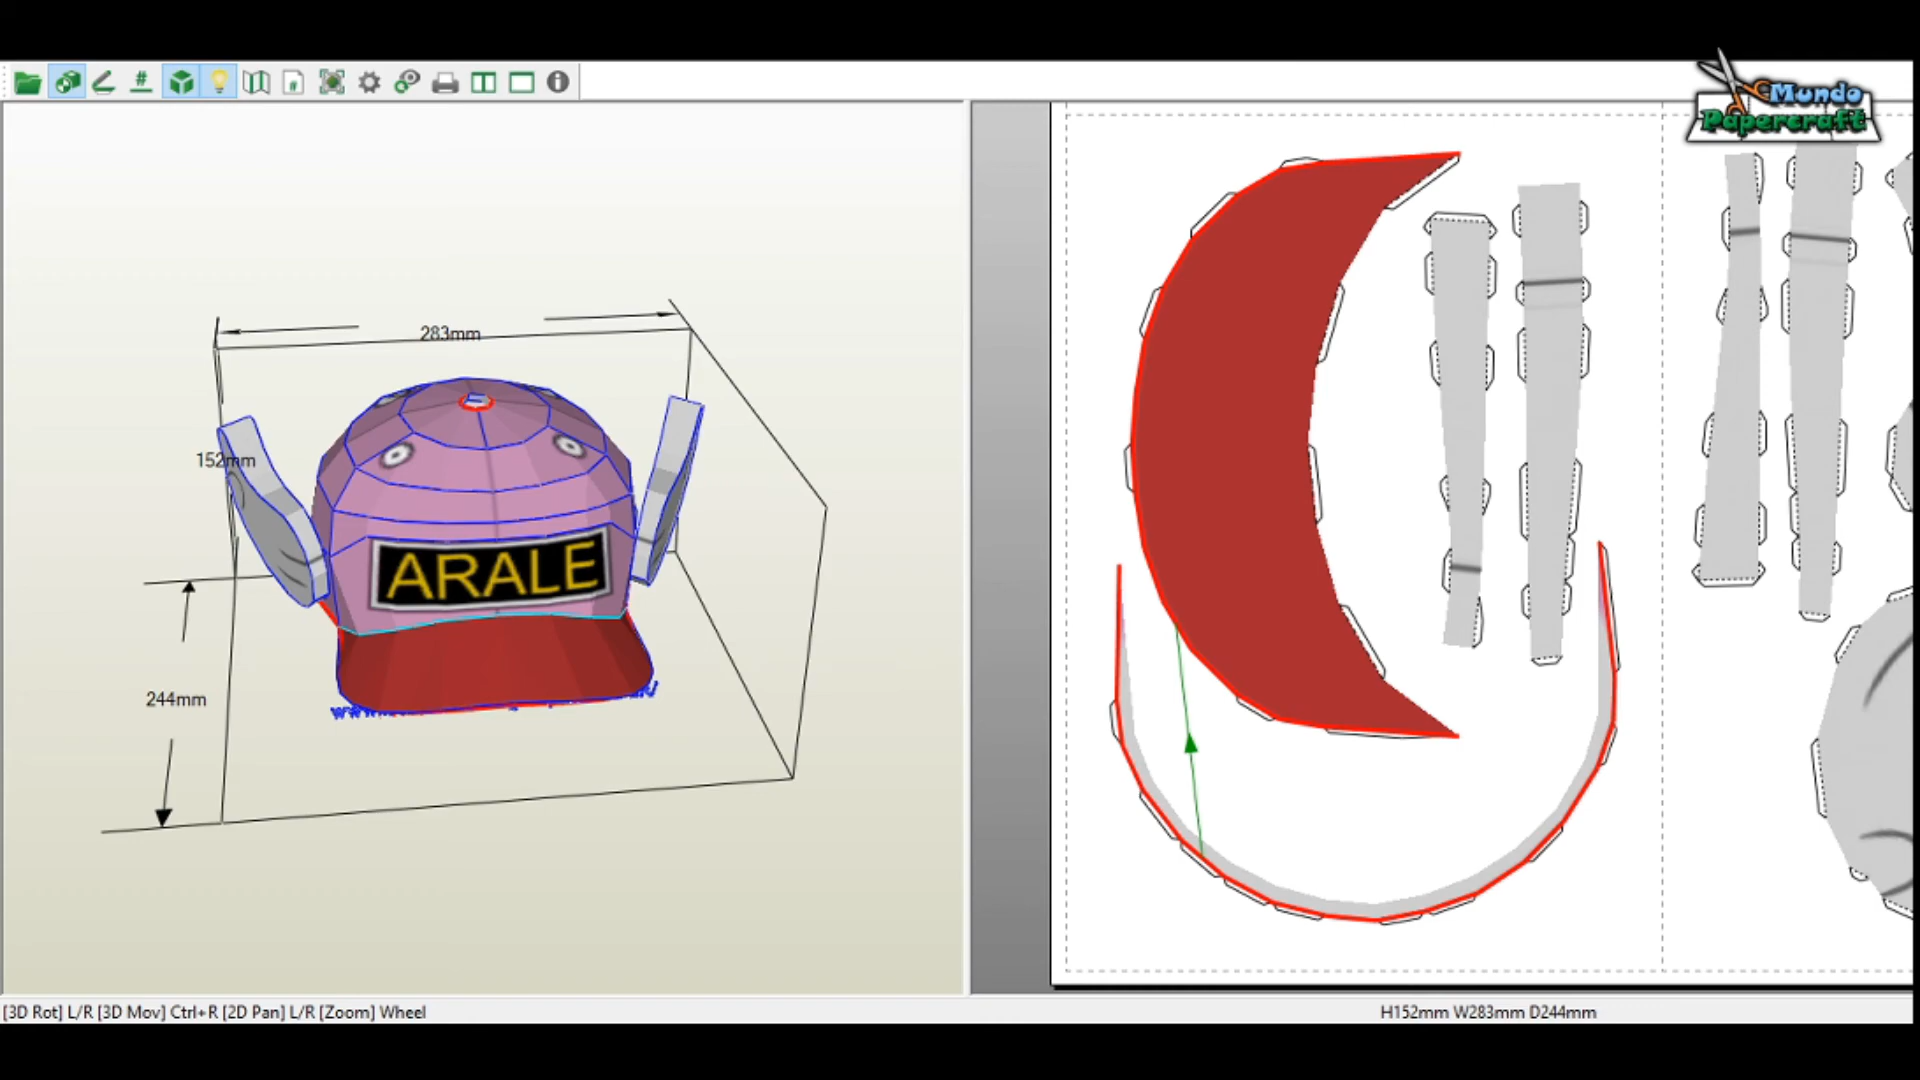 Mundo
Papercraft
283mm
152mm
ARALE
244mm
[3D Rot] L/R [3D Mov] Ctrl+R [2D Pan] L/R [Zoom] Wheel
H152mm W283mm D244mm